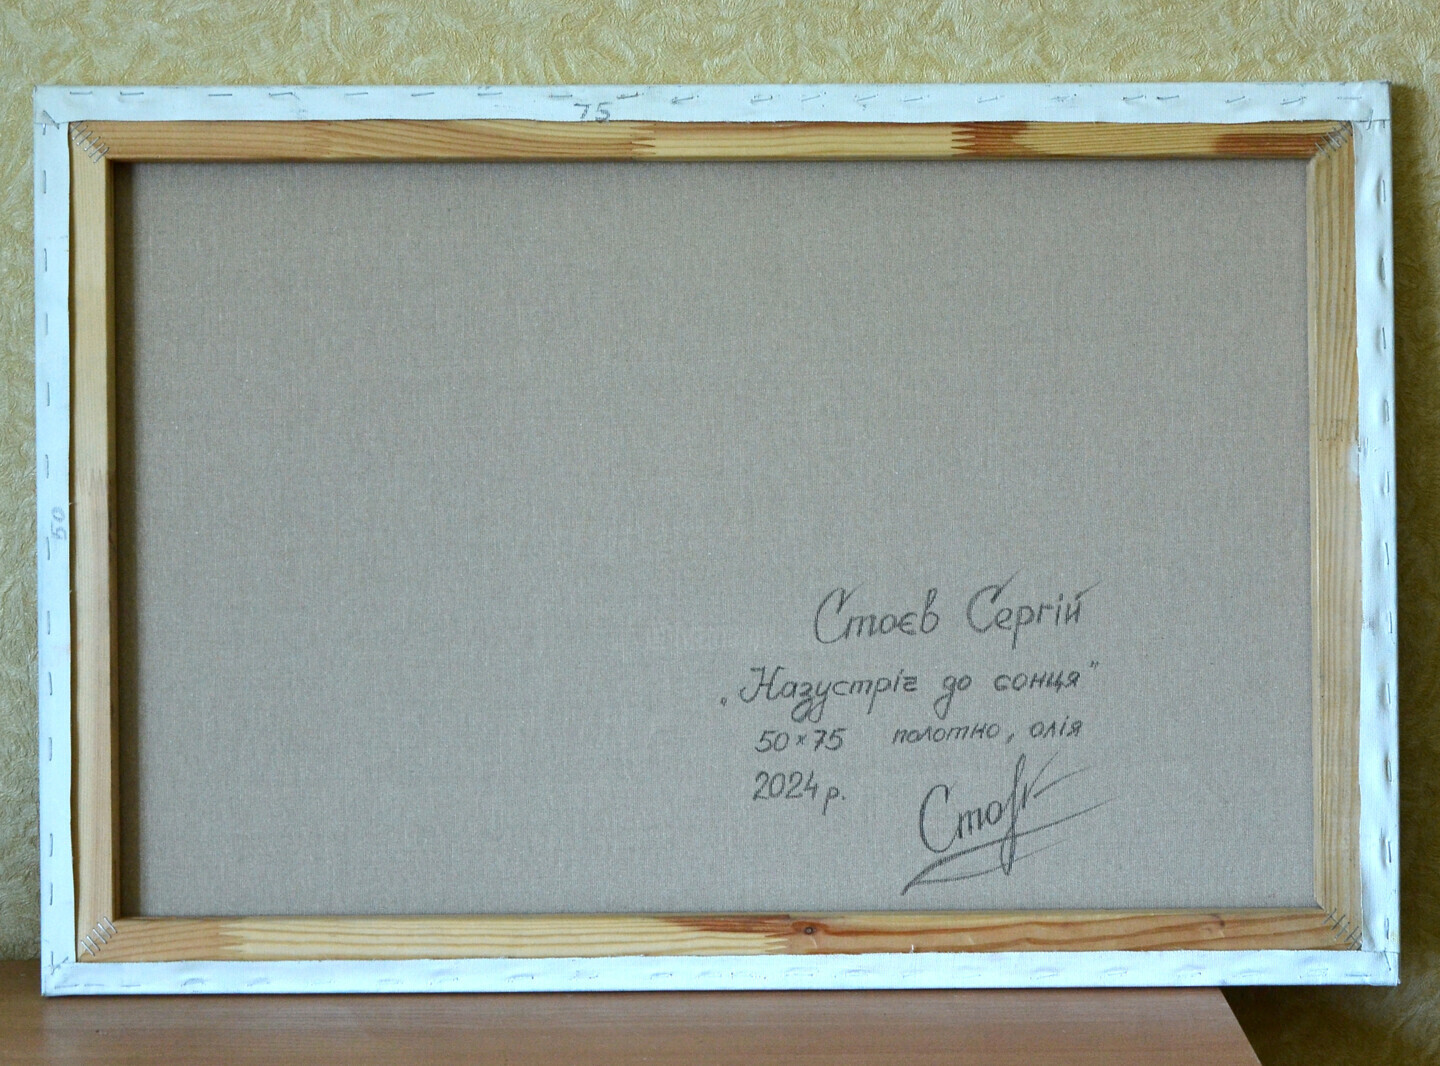 75
50
Стоєв Сергій
„Назустріч до сонця"
50×75 полотно, олія
2024 р.